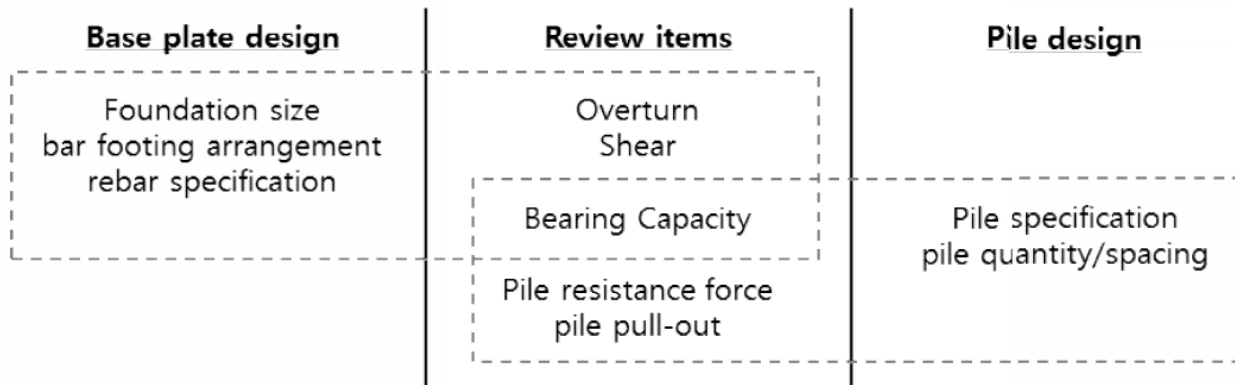 Base plate design
Foundation size
bar footing arrangement
rebar specification
Review items
Overturn
Shear
Bearing Capacity
Pile resistance force
pile pull-out
Pile design
Pile specification
pile quantity/spacing